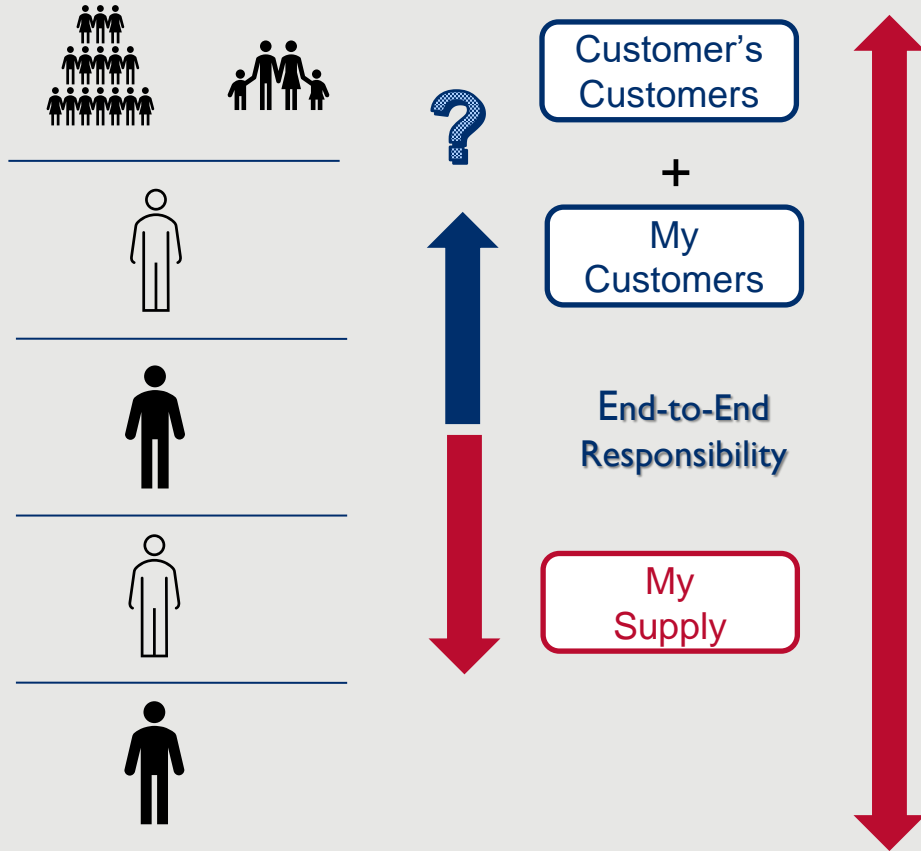 Customer's
Customers
?
+
My
Customers
End-to-End
Responsibility
My
Supply